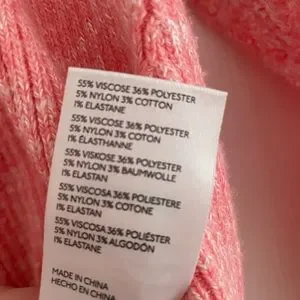 55% VISCOSE 36% POLYESTER
5% NYLON 3% COTTON
1% ELASTANE
55% VISCOSE 36% POLYESTER
5% NYLON 3% COTON
1% ÉLASTHANNE
55% VISKOSE 36% POLYESTER
5% NYLON 3% BAUMWOLLE
1% ELASTAN
55% VISCOSA 36% POLIESTERE
5% NYLON 3% COTONE
1% ELASTAN
55% VISCOSA 36% POLIÉSTER
5% NYLON 3% ALGODÓN
1% ELASTANE
MADE IN CHINA
HECHO EN CHINA